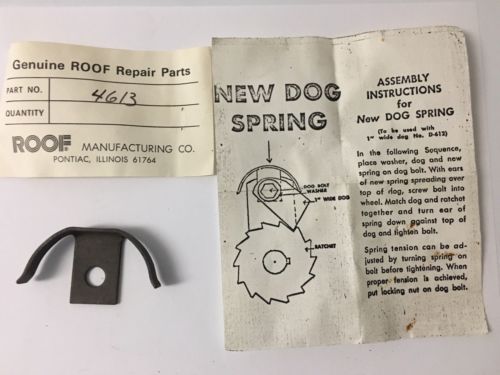 Genuine ROOF Repair Parts
PART NO. 4613
QUANTITY
ROOF MANUFACTURING CO.
PONTIAC, ILLINOIS 61764
NEW DOG
SPRING
DOG BOLT
WASHER
1" WIDE DOG
RATCHET
ASSEMBLY
INSTRUCTIONS
for
New DOG SPRING
(To be used with
1" wide dog No. D-613)
In the following Sequence,
place washer, dog and new
spring on dog bolt. With ears
of new spring spreading over
top of dog, screw bolt into
wheel. Match dog and ratchet
together and turn ear of
spring down against top of
dog and tighten bolt.
Spring tension can be ad-
justed by turning spring on
bolt before tightening. When
proper tension is achieved,
put locking nut on dog bolt.